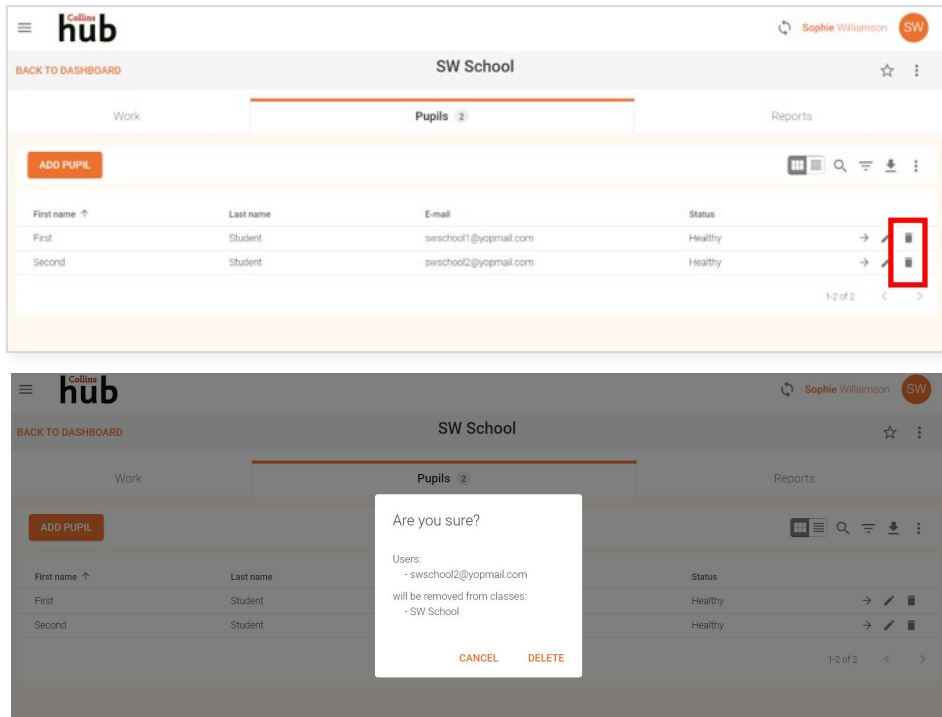 Collins
hub
Sophie Williamson SW
BACK TO DASHBOARD SW School
Work Pupils 2 Reports
ADD PUPIL
First name ↑ Last name E-mail Status
First Student swschool1@yopmail.com Healthy
Second Student swschool2@yopmail.com Healthy
1-2 of 2 < >
Collins
hub
Sophie Williamson SW
BACK TO DASHBOARD SW School
Work Pupils 2 Reports
ADD PUPIL
Are you sure?
Users:
- swschool2@yopmail.com
will be removed from classes:
- SW School
CANCEL DELETE
First name ↑ Last name Status
First Student Healthy
Second Student Healthy
1-2 of 2 < >